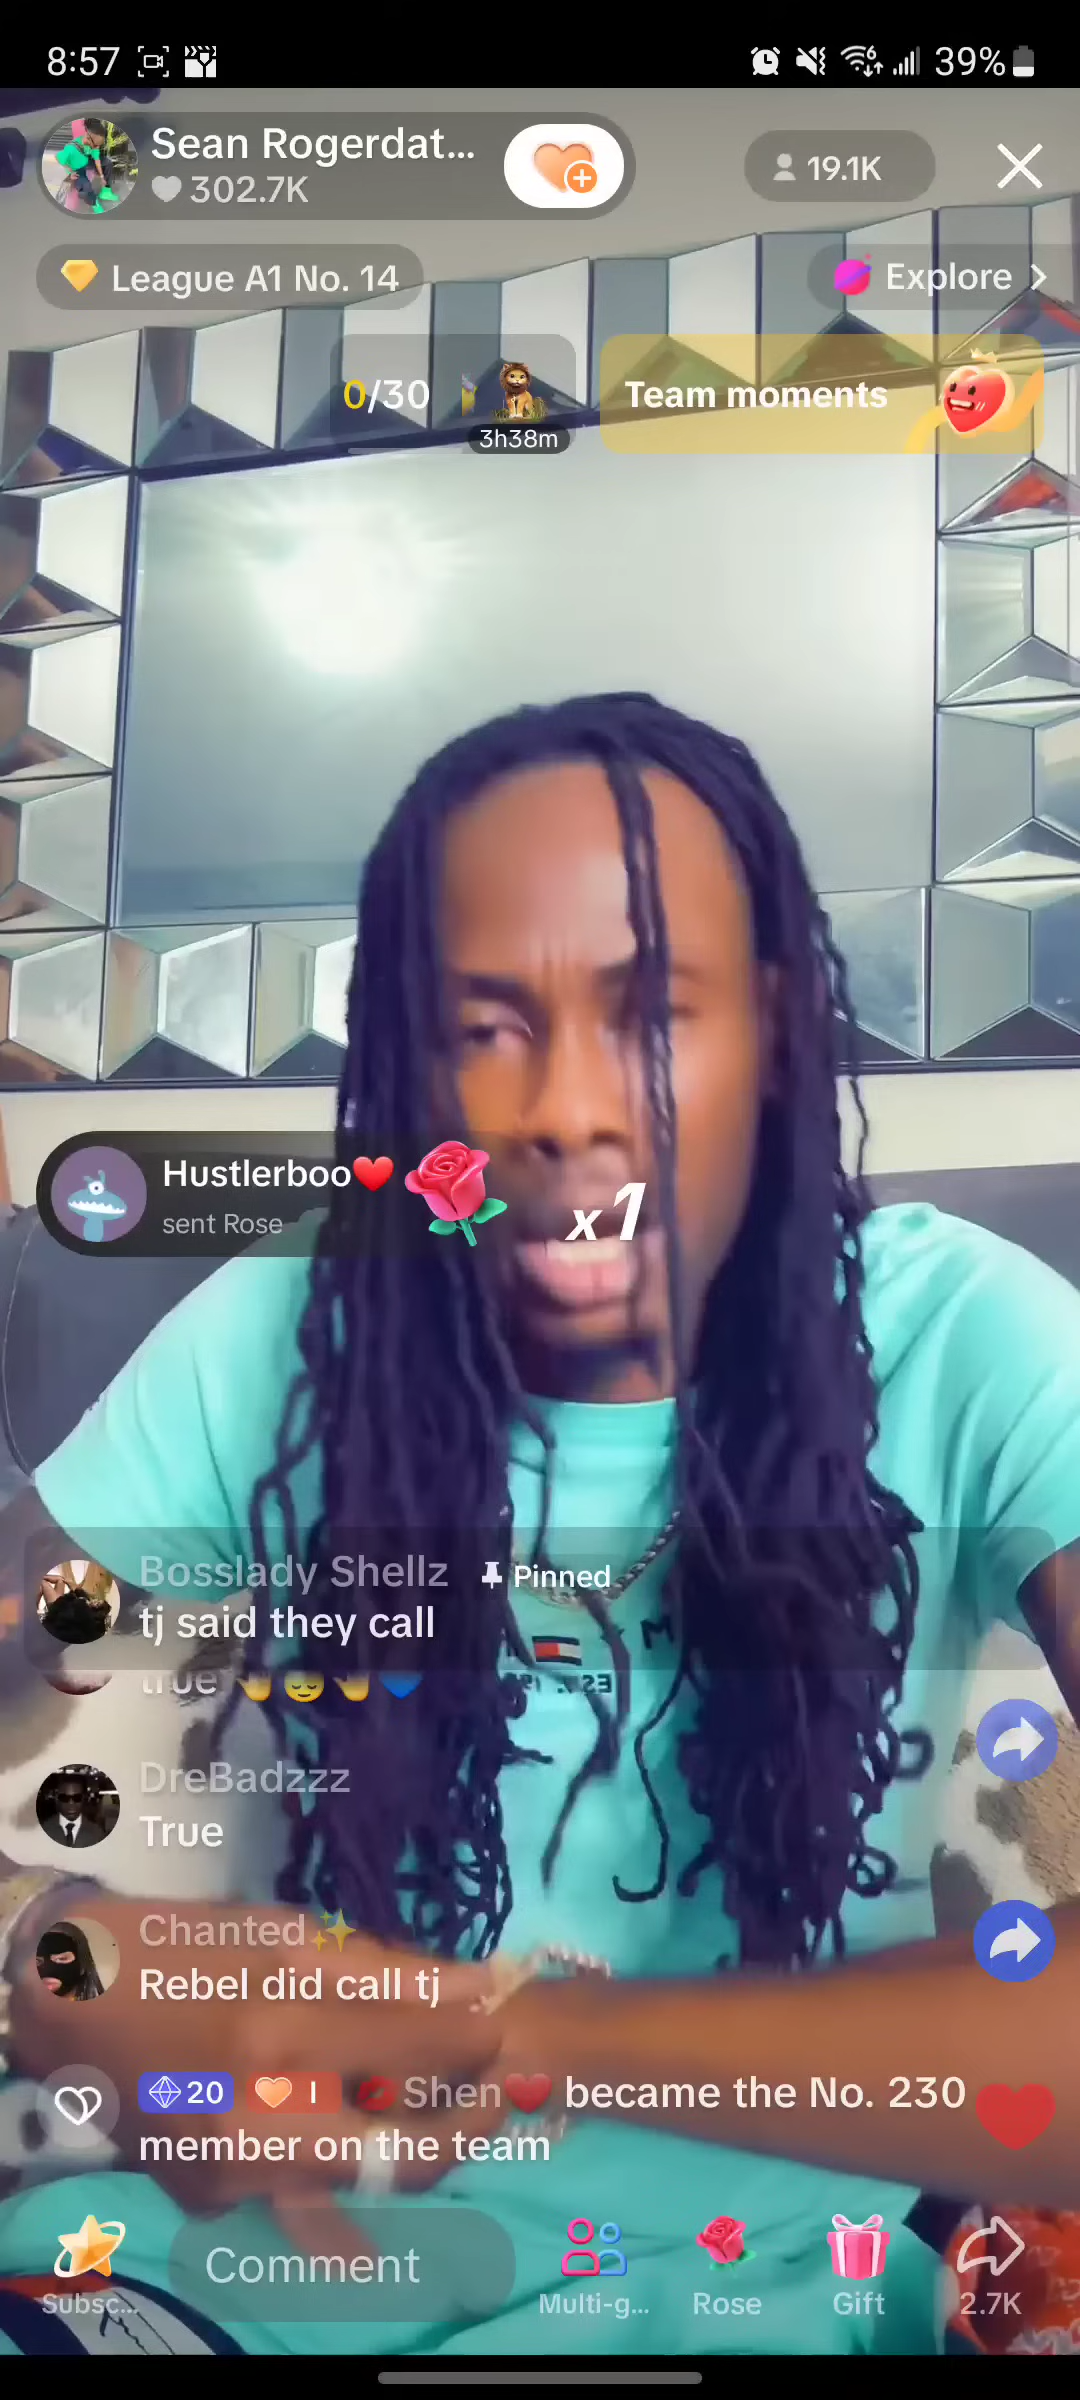 8:57
39%
Sean Rogerdat...
302.7K
19.1K
League A1 No. 14
Explore
0/30
3h38m
Team moments
Hustlerboo❤️
sent Rose
x1
Bosslady Shellz
Pinned
tj said they call
true
DreBadzzz
True
Chanted✨
Rebel did call tj
20 I 💋Shen❤️ became the No. 230
member on the team
Subsc...
Comment
Multi-g...
Rose
Gift
2.7K